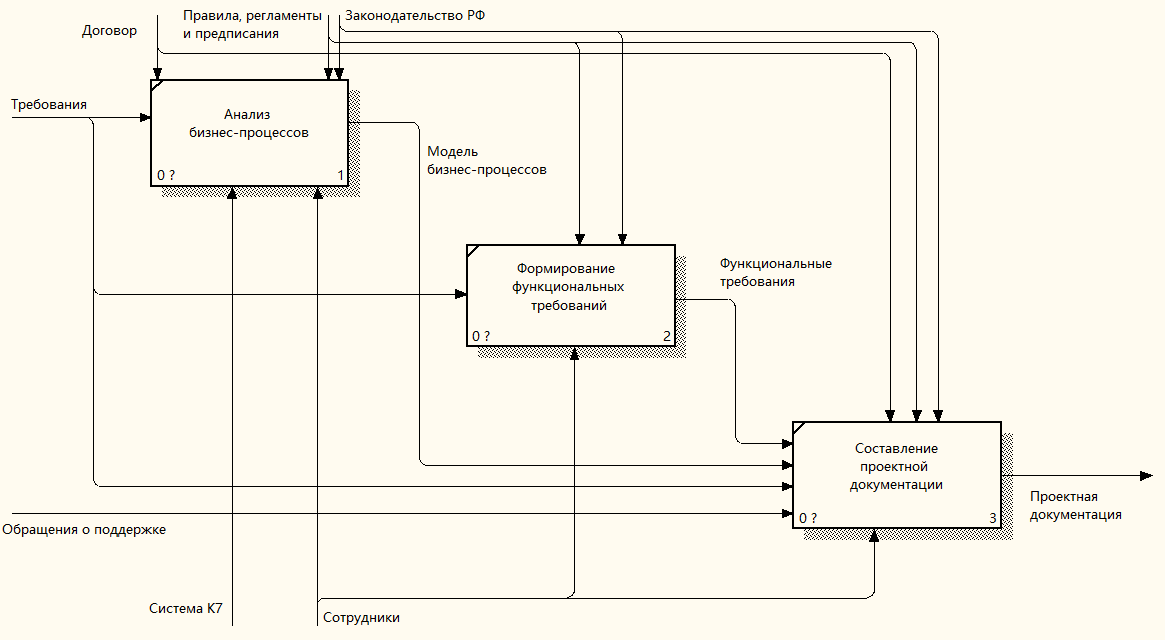 Договор
Правила, регламенты
и предписания
Законодательство РФ
Требования
Анализ
бизнес-процессов
0 ?
1
Модель
бизнес-процессов
Формирование
функциональных
требований
0 ?
2
Функциональные
требования
Составление
проектной
документации
0 ?
3
Проектная
документация
Обращения о поддержке
Система К7
Сотрудники